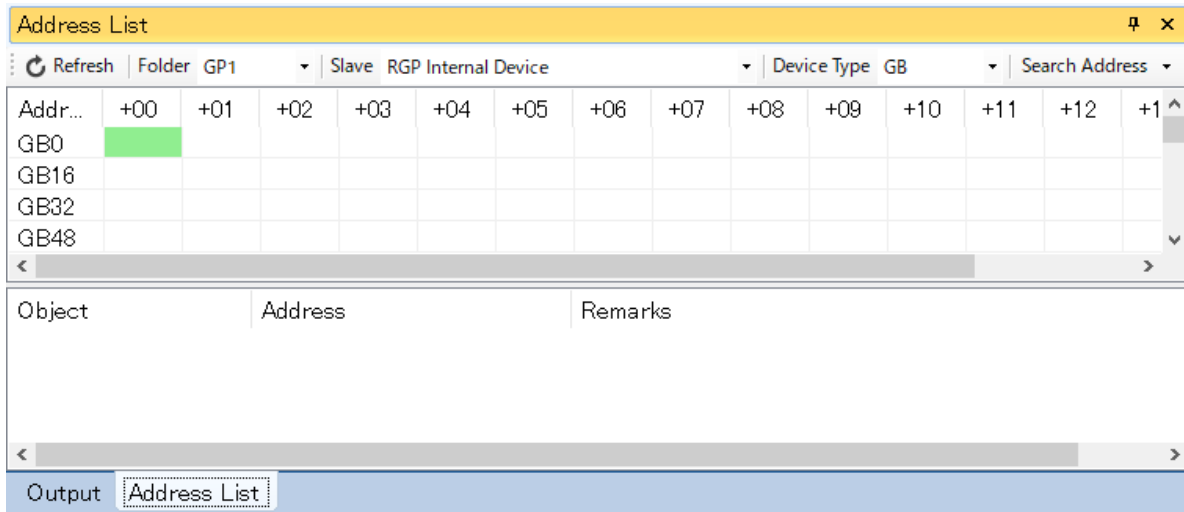 Address List
Refresh Folder GP1 Slave RGP Internal Device Device Type GB Search Address
Addr... +00 +01 +02 +03 +04 +05 +06 +07 +08 +09 +10 +11 +12 +1
GB0
GB16
GB32
GB48
Object Address Remarks
Output Address List